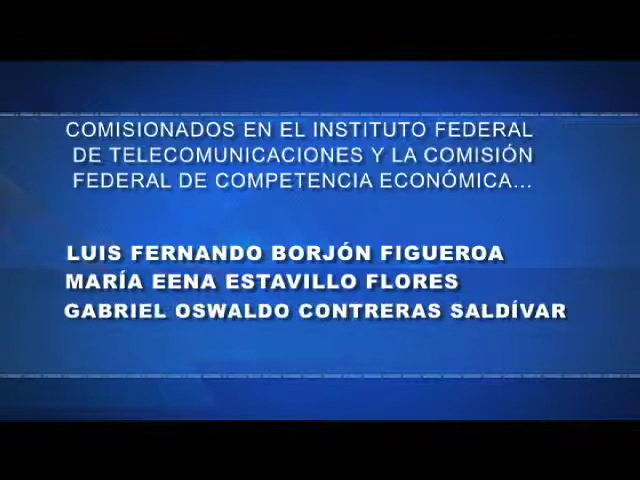 COMISIONADOS EN EL INSTITUTO FEDERAL
DE TELECOMUNICACIONES Y LA COMISIÓN
FEDERAL DE COMPETENCIA ECONÓMICA...
LUIS FERNANDO BORJÓN FIGUEROA
MARÍA EENA ESTAVILLO FLORES
GABRIEL OSWALDO CONTRERAS SALDÍVAR